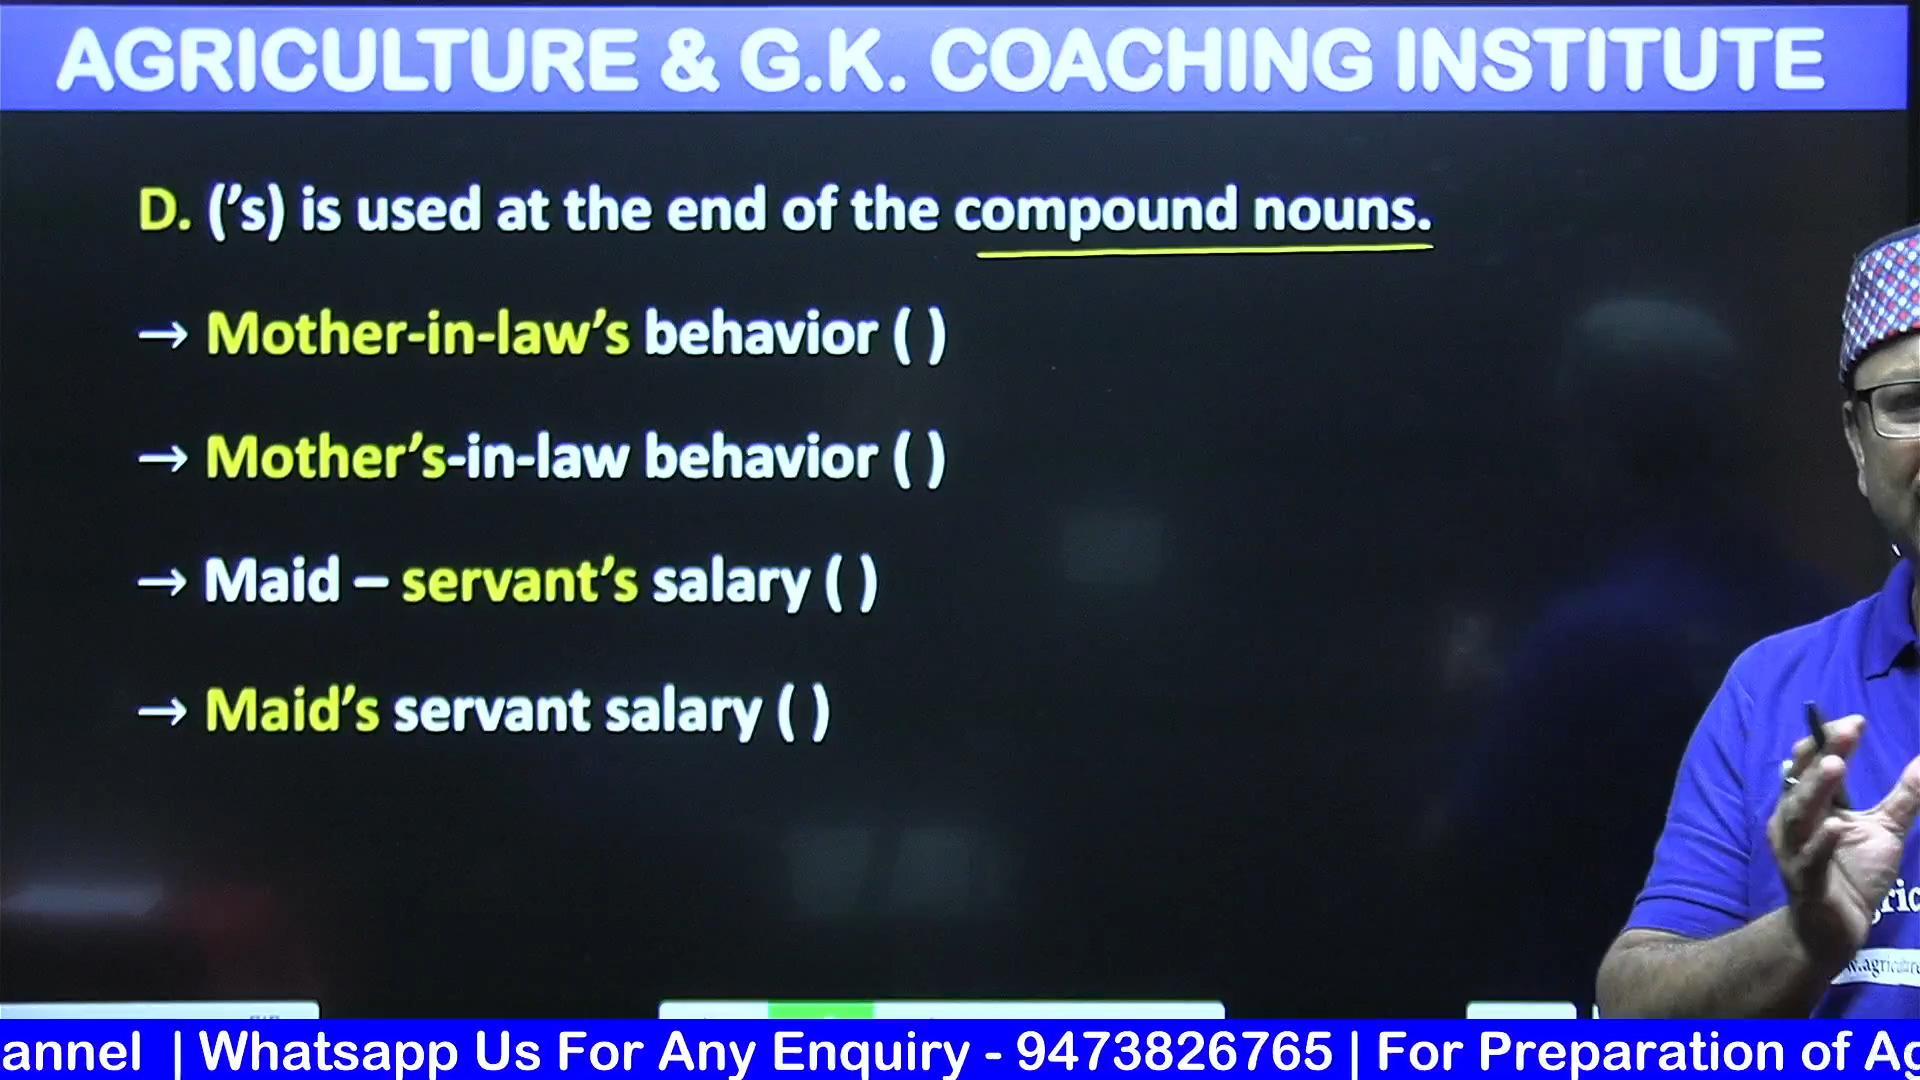 AGRICULTURE & G.K. COACHING INSTITUTE
D. (’s) is used at the end of the compound nouns.
→ Mother-in-law’s behavior ( )
→ Mother’s-in-law behavior ( )
→ Maid – servant’s salary ( )
→ Maid’s servant salary ( )
annel | Whatsapp Us For Any Enquiry - 9473826765 | For Preparation of Ag